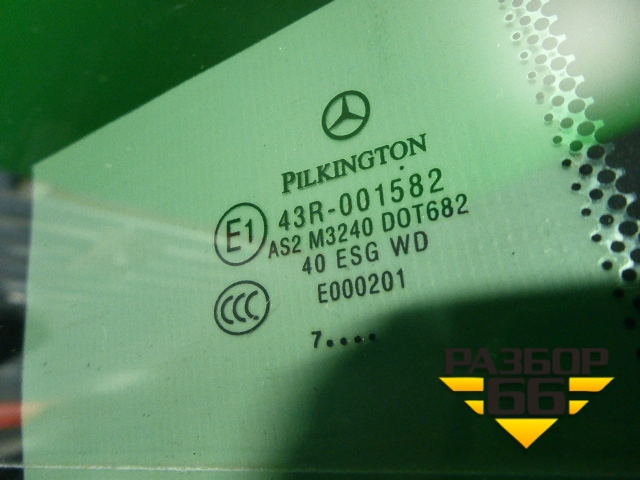 PILKINGTON
E1 43R-001582
AS2 M3240 DOT682
40 ESG WD
CCC E000201
7....
РАЗБОР
66